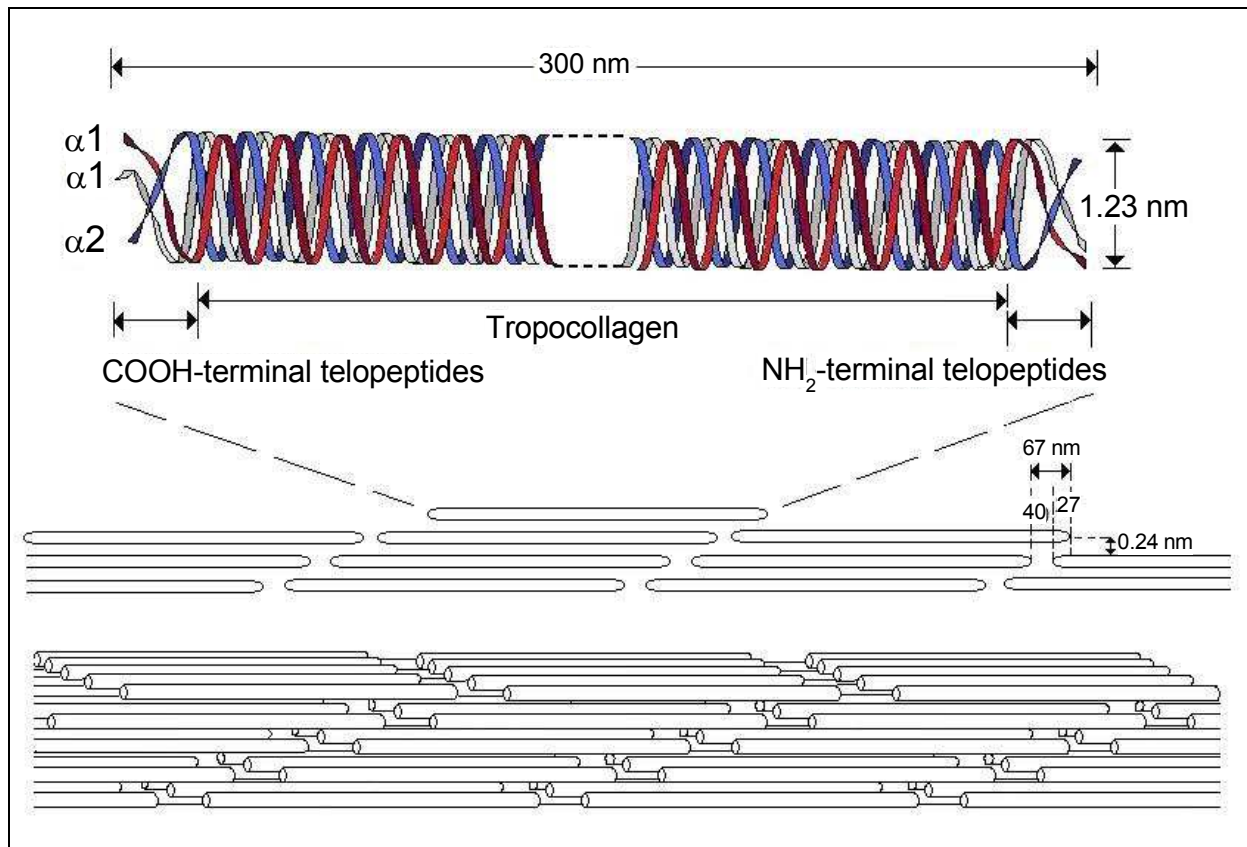 300 nm
α1
α1
α2
1.23 nm
Tropocollagen
COOH-terminal telopeptides
NH₂-terminal telopeptides
67 nm
40
27
0.24 nm